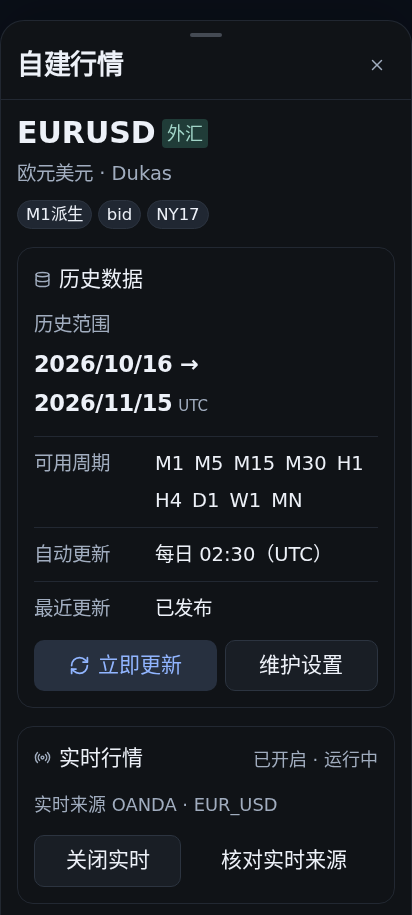 自建行情 ×
EURUSD 外汇
欧元美元 · Dukas
M1派生 bid NY17
历史数据
历史范围
2026/10/16 →
2026/11/15 UTC
可用周期 M1 M5 M15 M30 H1
H4 D1 W1 MN
自动更新 每日 02:30（UTC）
最近更新 已发布
立即更新 维护设置
实时行情 已开启 · 运行中
实时来源 OANDA · EUR_USD
关闭实时 核对实时来源